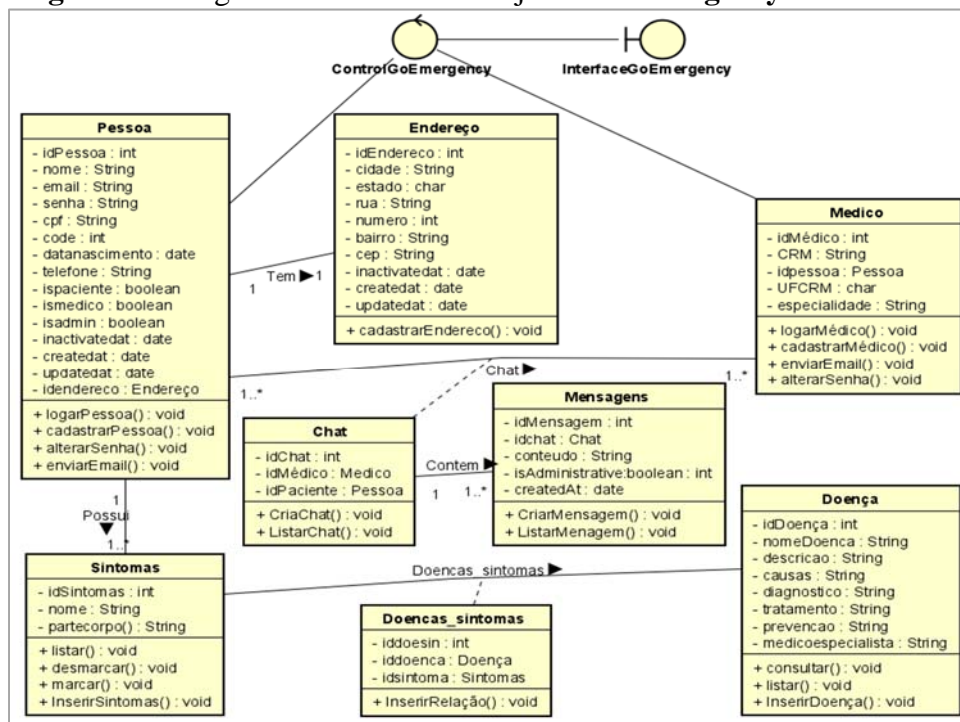 ControlGoEmergency
InterfaceGoEmergency
Pessoa
- idPessoa : int
- nome : String
- email : String
- senha : String
- cpf : String
- code : int
- datanascimento : date
- telefone : String
- ispaciente : boolean
- ismedico : boolean
- isadmin : boolean
- inactivatedat : date
- createdat : date
- updatedat : date
- idendereco : Endereço
+ logarPessoa() : void
+ cadastrarPessoa() : void
+ alterarSenha() : void
+ enviarEmail() : void
Endereço
- idEndereco : int
- cidade : String
- estado : char
- rua : String
- numero : int
- bairro : String
- cep : String
- inactivatedat : date
- createdat : date
- updatedat : date
+ cadastrarEndereco() : void
Medico
- idMédico : int
- CRM : String
- idpessoa : Pessoa
- UFCRM : char
- especialidade : String
+ logarMédico() : void
+ cadastrarMédico() : void
+ enviarEmail() : void
+ alterarSenha() : void
1 Tem 1
1..* Chat 1..*
Chat
- idChat : int
- idMédico : Medico
- idPaciente : Pessoa
+ CriaChat() : void
+ ListarChat() : void
Contem
1 1..*
Mensagens
- idMensagem : int
- idchat : Chat
- conteudo : String
- isAdministrative:boolean : int
- createdAt : date
+ CriarMensagem() : void
+ ListarMenagem() : void
1
Possui
1..*
Sintomas
- idSintomas : int
- nome : String
- partecorpo() : String
+ listar() : void
+ desmarcar() : void
+ marcar() : void
+ InserirSintomas() : void
Doencas_sintomas
Doencas_sintomas
- iddoesin : int
- iddoenca : Doença
- idsintoma : Sintomas
+ InserirRelação() : void
Doença
- idDoença : int
- nomeDoenca : String
- descricao : String
- causas : String
- diagnostico : String
- tratamento : String
- prevencao : String
- medicoespecialista : String
+ consultar() : void
+ listar() : void
+ InserirDoença() : void